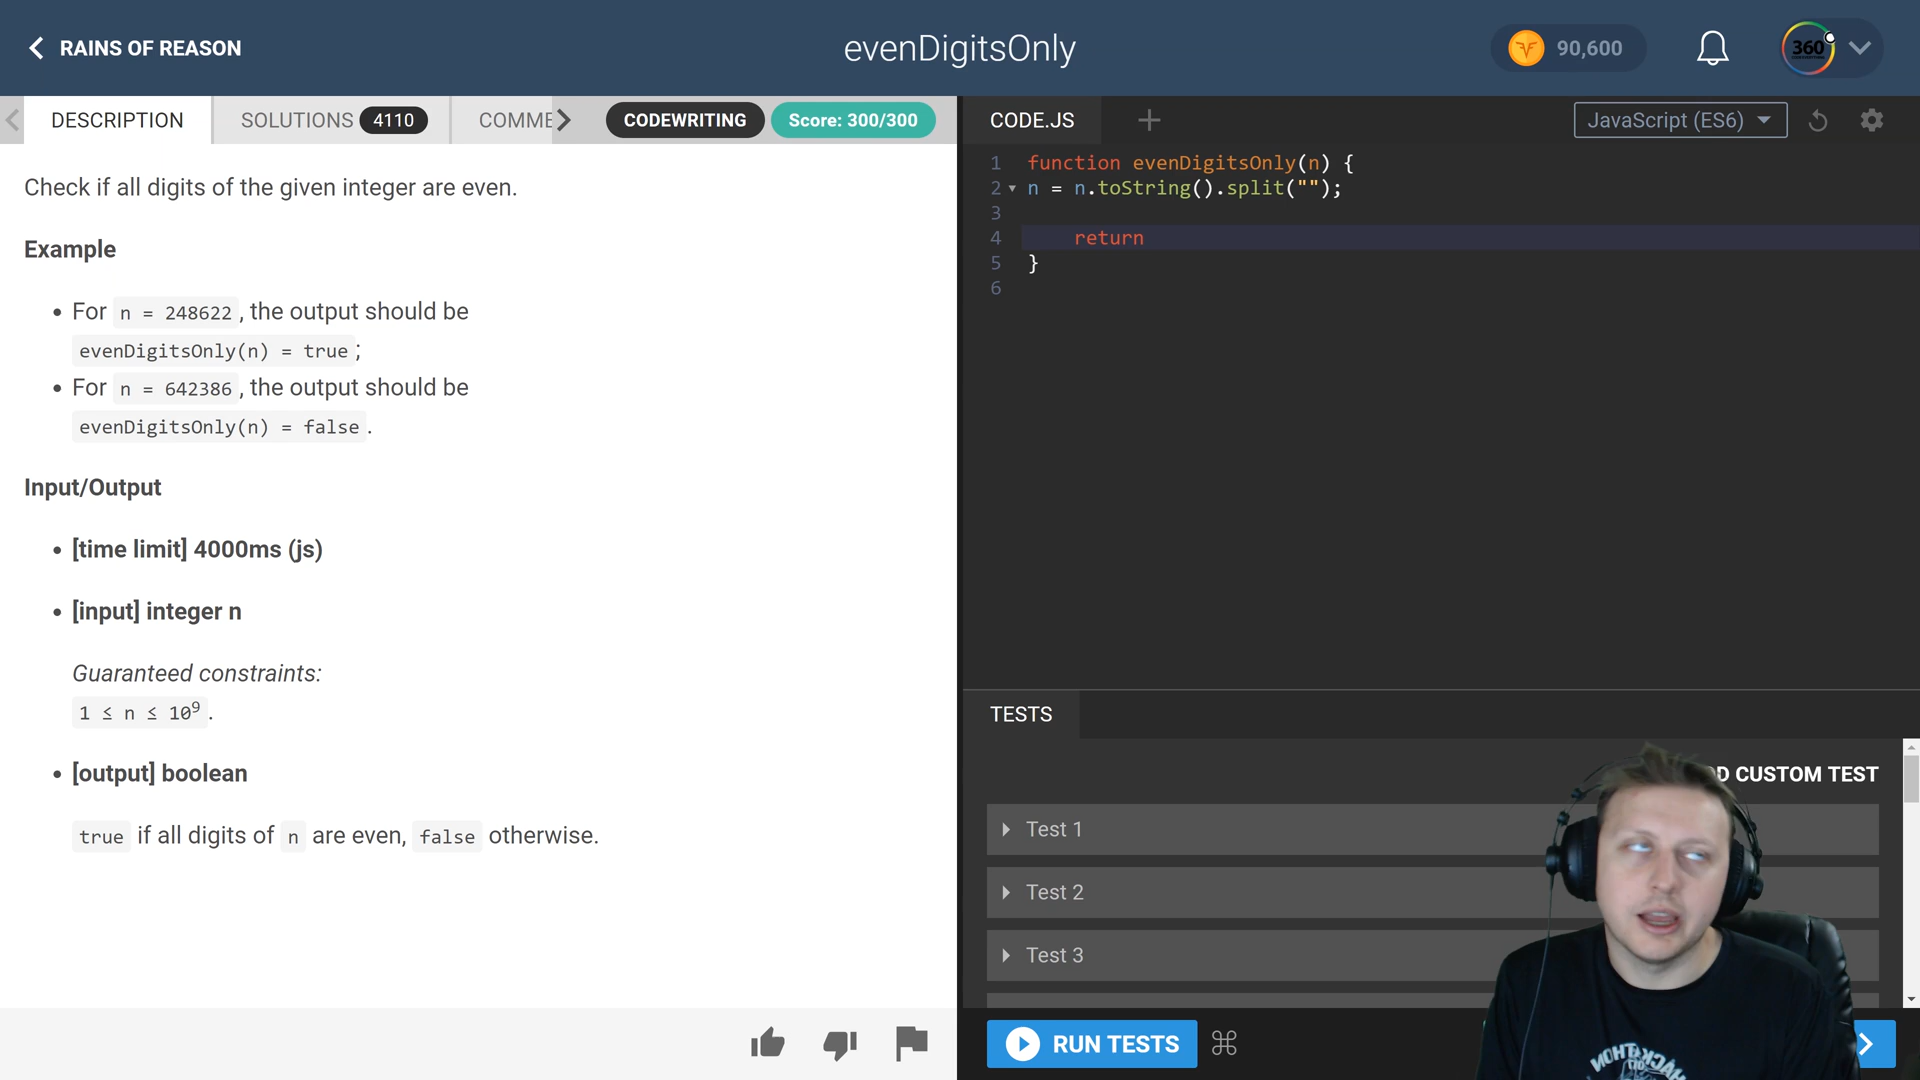 RAINS OF REASON
evenDigitsOnly
90,600
360
DESCRIPTION
SOLUTIONS 4110
COMME
CODEWRITING
Score: 300/300
Check if all digits of the given integer are even.
Example
• For n = 248622, the output should be
evenDigitsOnly(n) = true;
• For n = 642386, the output should be
evenDigitsOnly(n) = false.
Input/Output
• [time limit] 4000ms (js)
• [input] integer n
Guaranteed constraints:
1 ≤ n ≤ 10⁹.
• [output] boolean
true if all digits of n are even, false otherwise.
CODE.JS
JavaScript (ES6)
1 function evenDigitsOnly(n) {
2 n = n.toString().split("");
3
4 return
5 }
6
TESTS
D CUSTOM TEST
Test 1
Test 2
Test 3
RUN TESTS